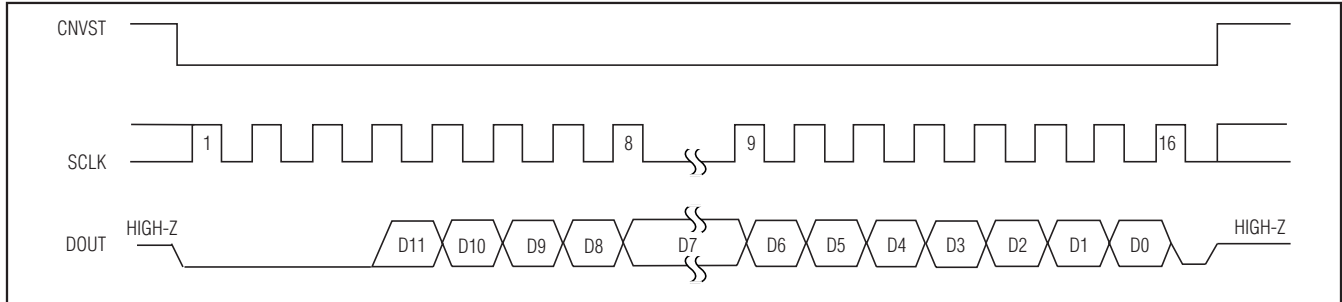 CNVST
1 8 9 16
SCLK
HIGH-Z HIGH-Z
DOUT D11 D10 D9 D8 D7 D6 D5 D4 D3 D2 D1 D0